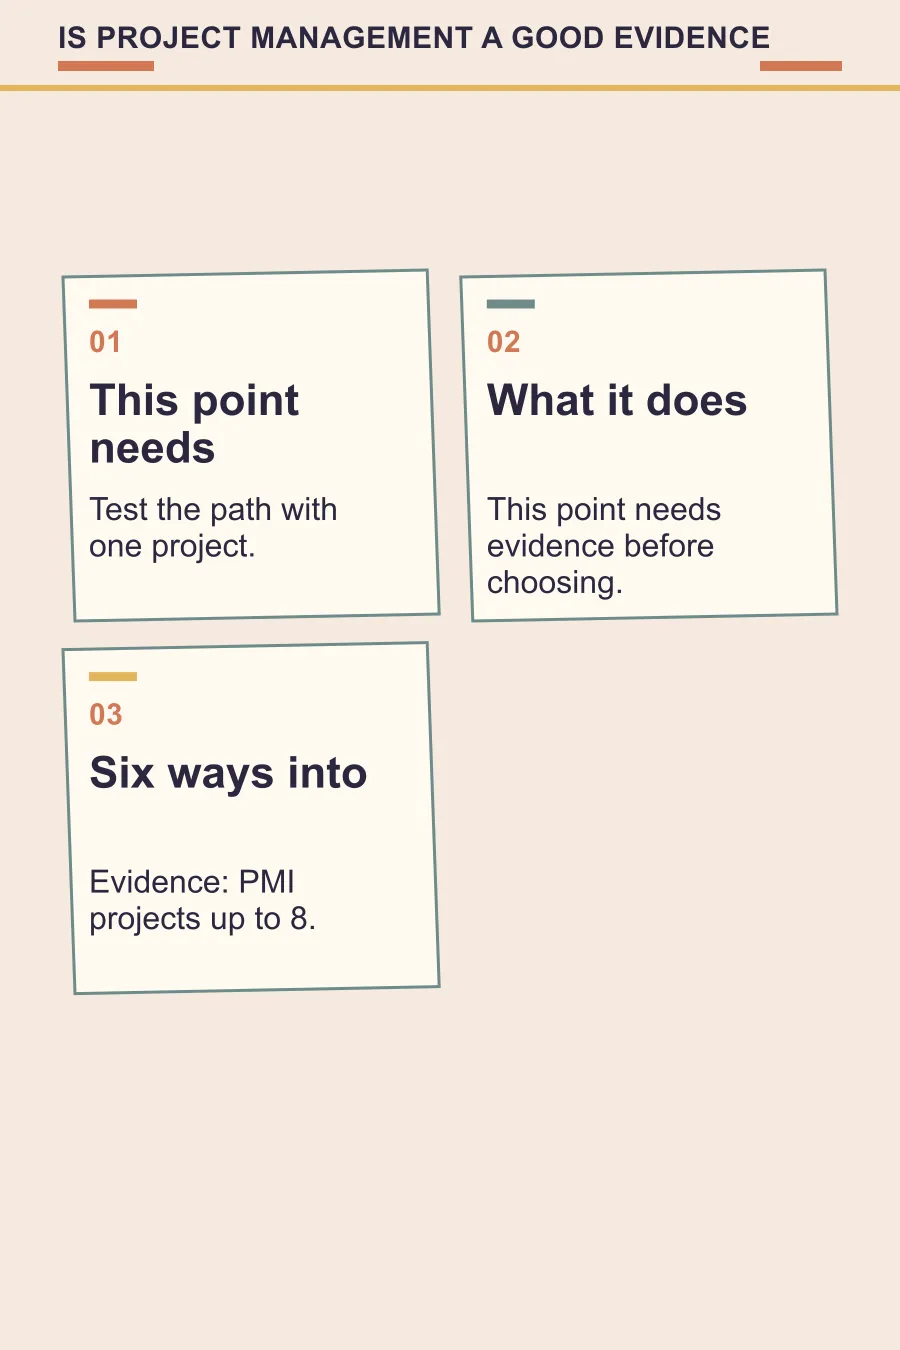 IS PROJECT MANAGEMENT A GOOD EVIDENCE
01
This point
needs
Test the path with
one project.
02
What it does
This point needs
evidence before
choosing.
03
Six ways into
Evidence: PMI
projects up to 8.